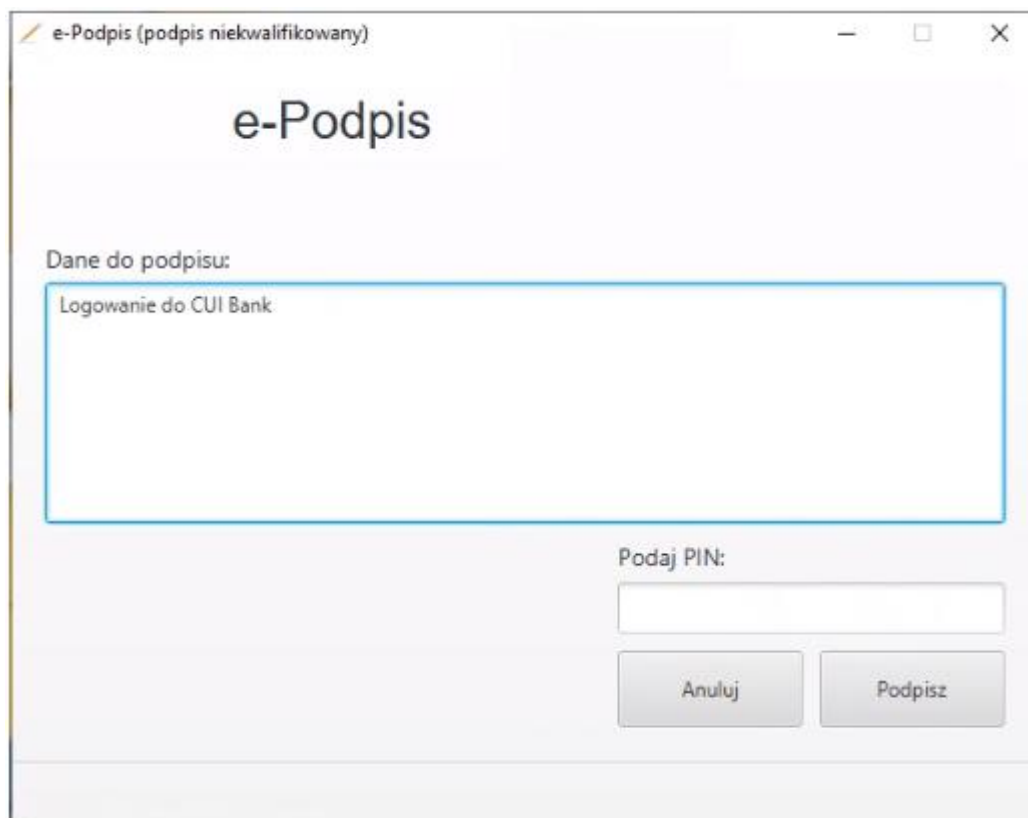 e-Podpis (podpis niekwalifikowany)
e-Podpis
Dane do podpisu:
Logowanie do CUI Bank
Podaj PIN:
Anuluj Podpisz